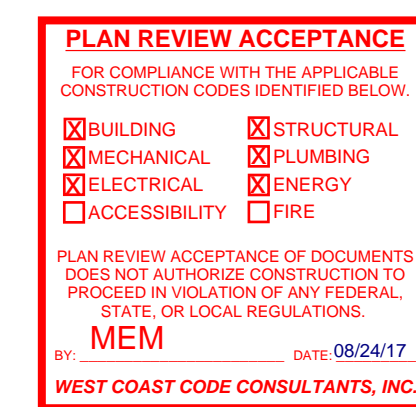 PLAN REVIEW ACCEPTANCE
FOR COMPLIANCE WITH THE APPLICABLE
CONSTRUCTION CODES IDENTIFIED BELOW.
X BUILDING X STRUCTURAL
X MECHANICAL X PLUMBING
X ELECTRICAL X ENERGY
ACCESSIBILITY FIRE
PLAN REVIEW ACCEPTANCE OF DOCUMENTS
DOES NOT AUTHORIZE CONSTRUCTION TO
PROCEED IN VIOLATION OF ANY FEDERAL,
STATE, OR LOCAL REGULATIONS.
BY: MEM DATE: 08/24/17
WEST COAST CODE CONSULTANTS, INC.